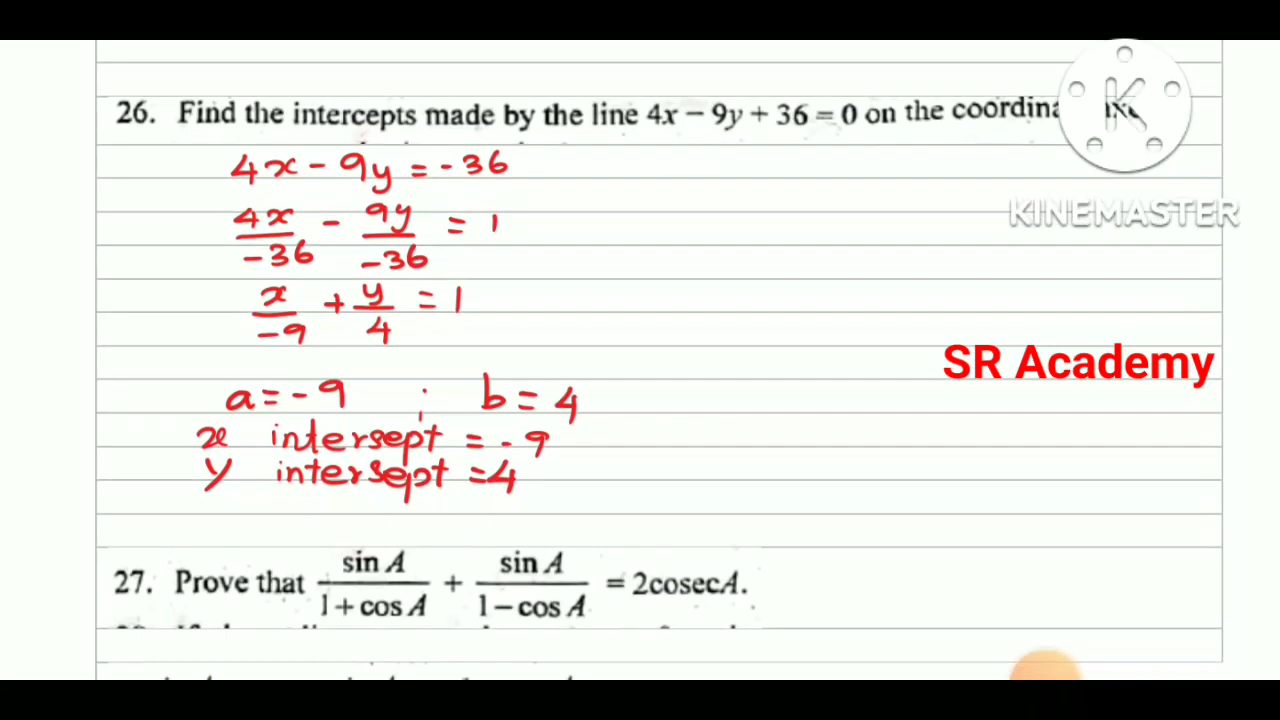 26. Find the intercepts made by the line 4x − 9y + 36 = 0 on the
KINEMASTER
4x - 9y = -36
4x/-36 - 9y/-36 = 1
x/-9 + y/4 = 1
SR Academy
a = -9 ; b = 4
x intersept = -9
y intersept = 4
27. Prove that sin A/1 + cos A + sin A/1 − cos A = 2cosecA.